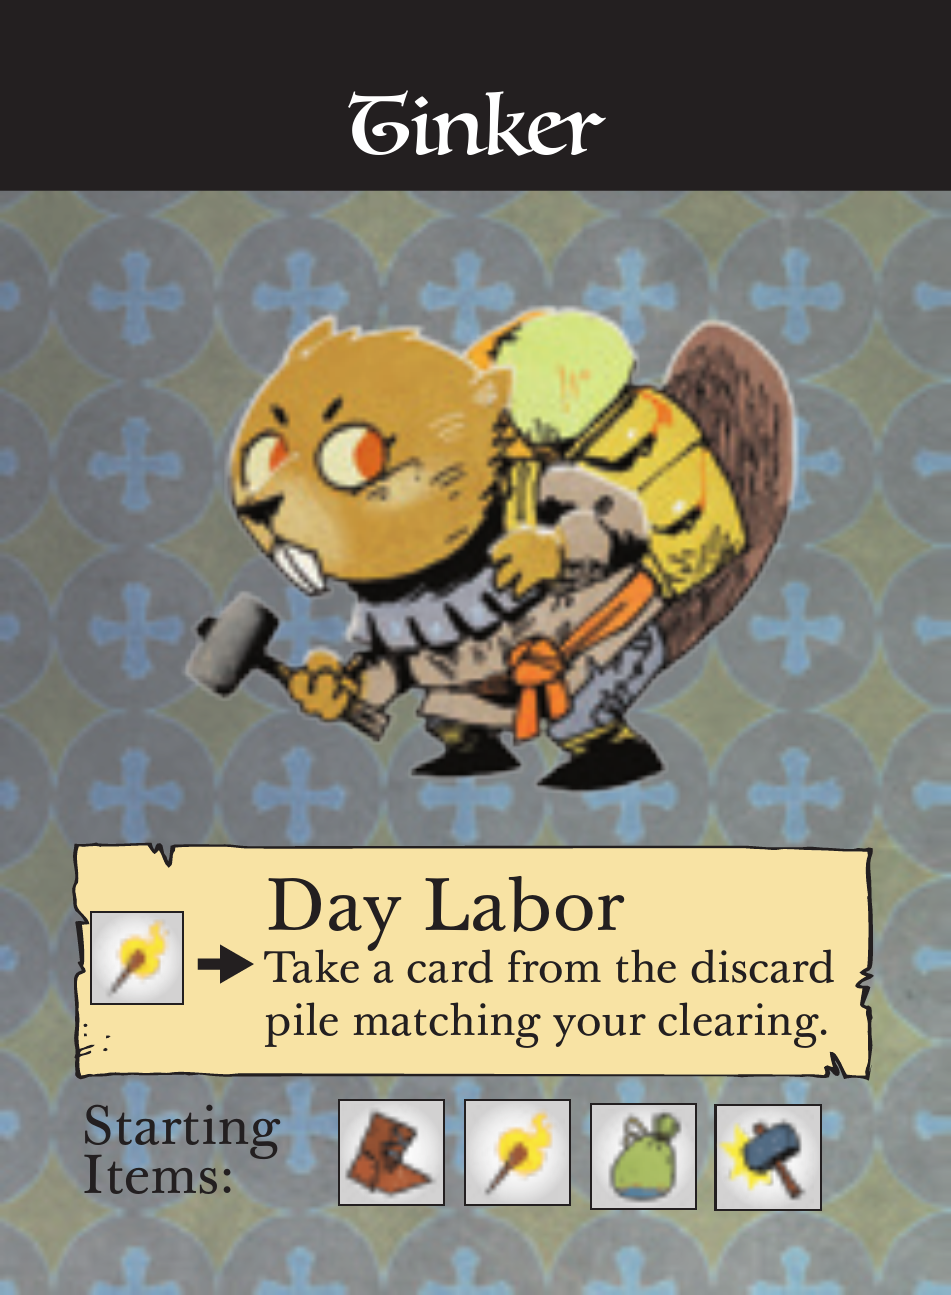 Tinker
Day Labor
Take a card from the discard
pile matching your clearing.
Starting
Items: